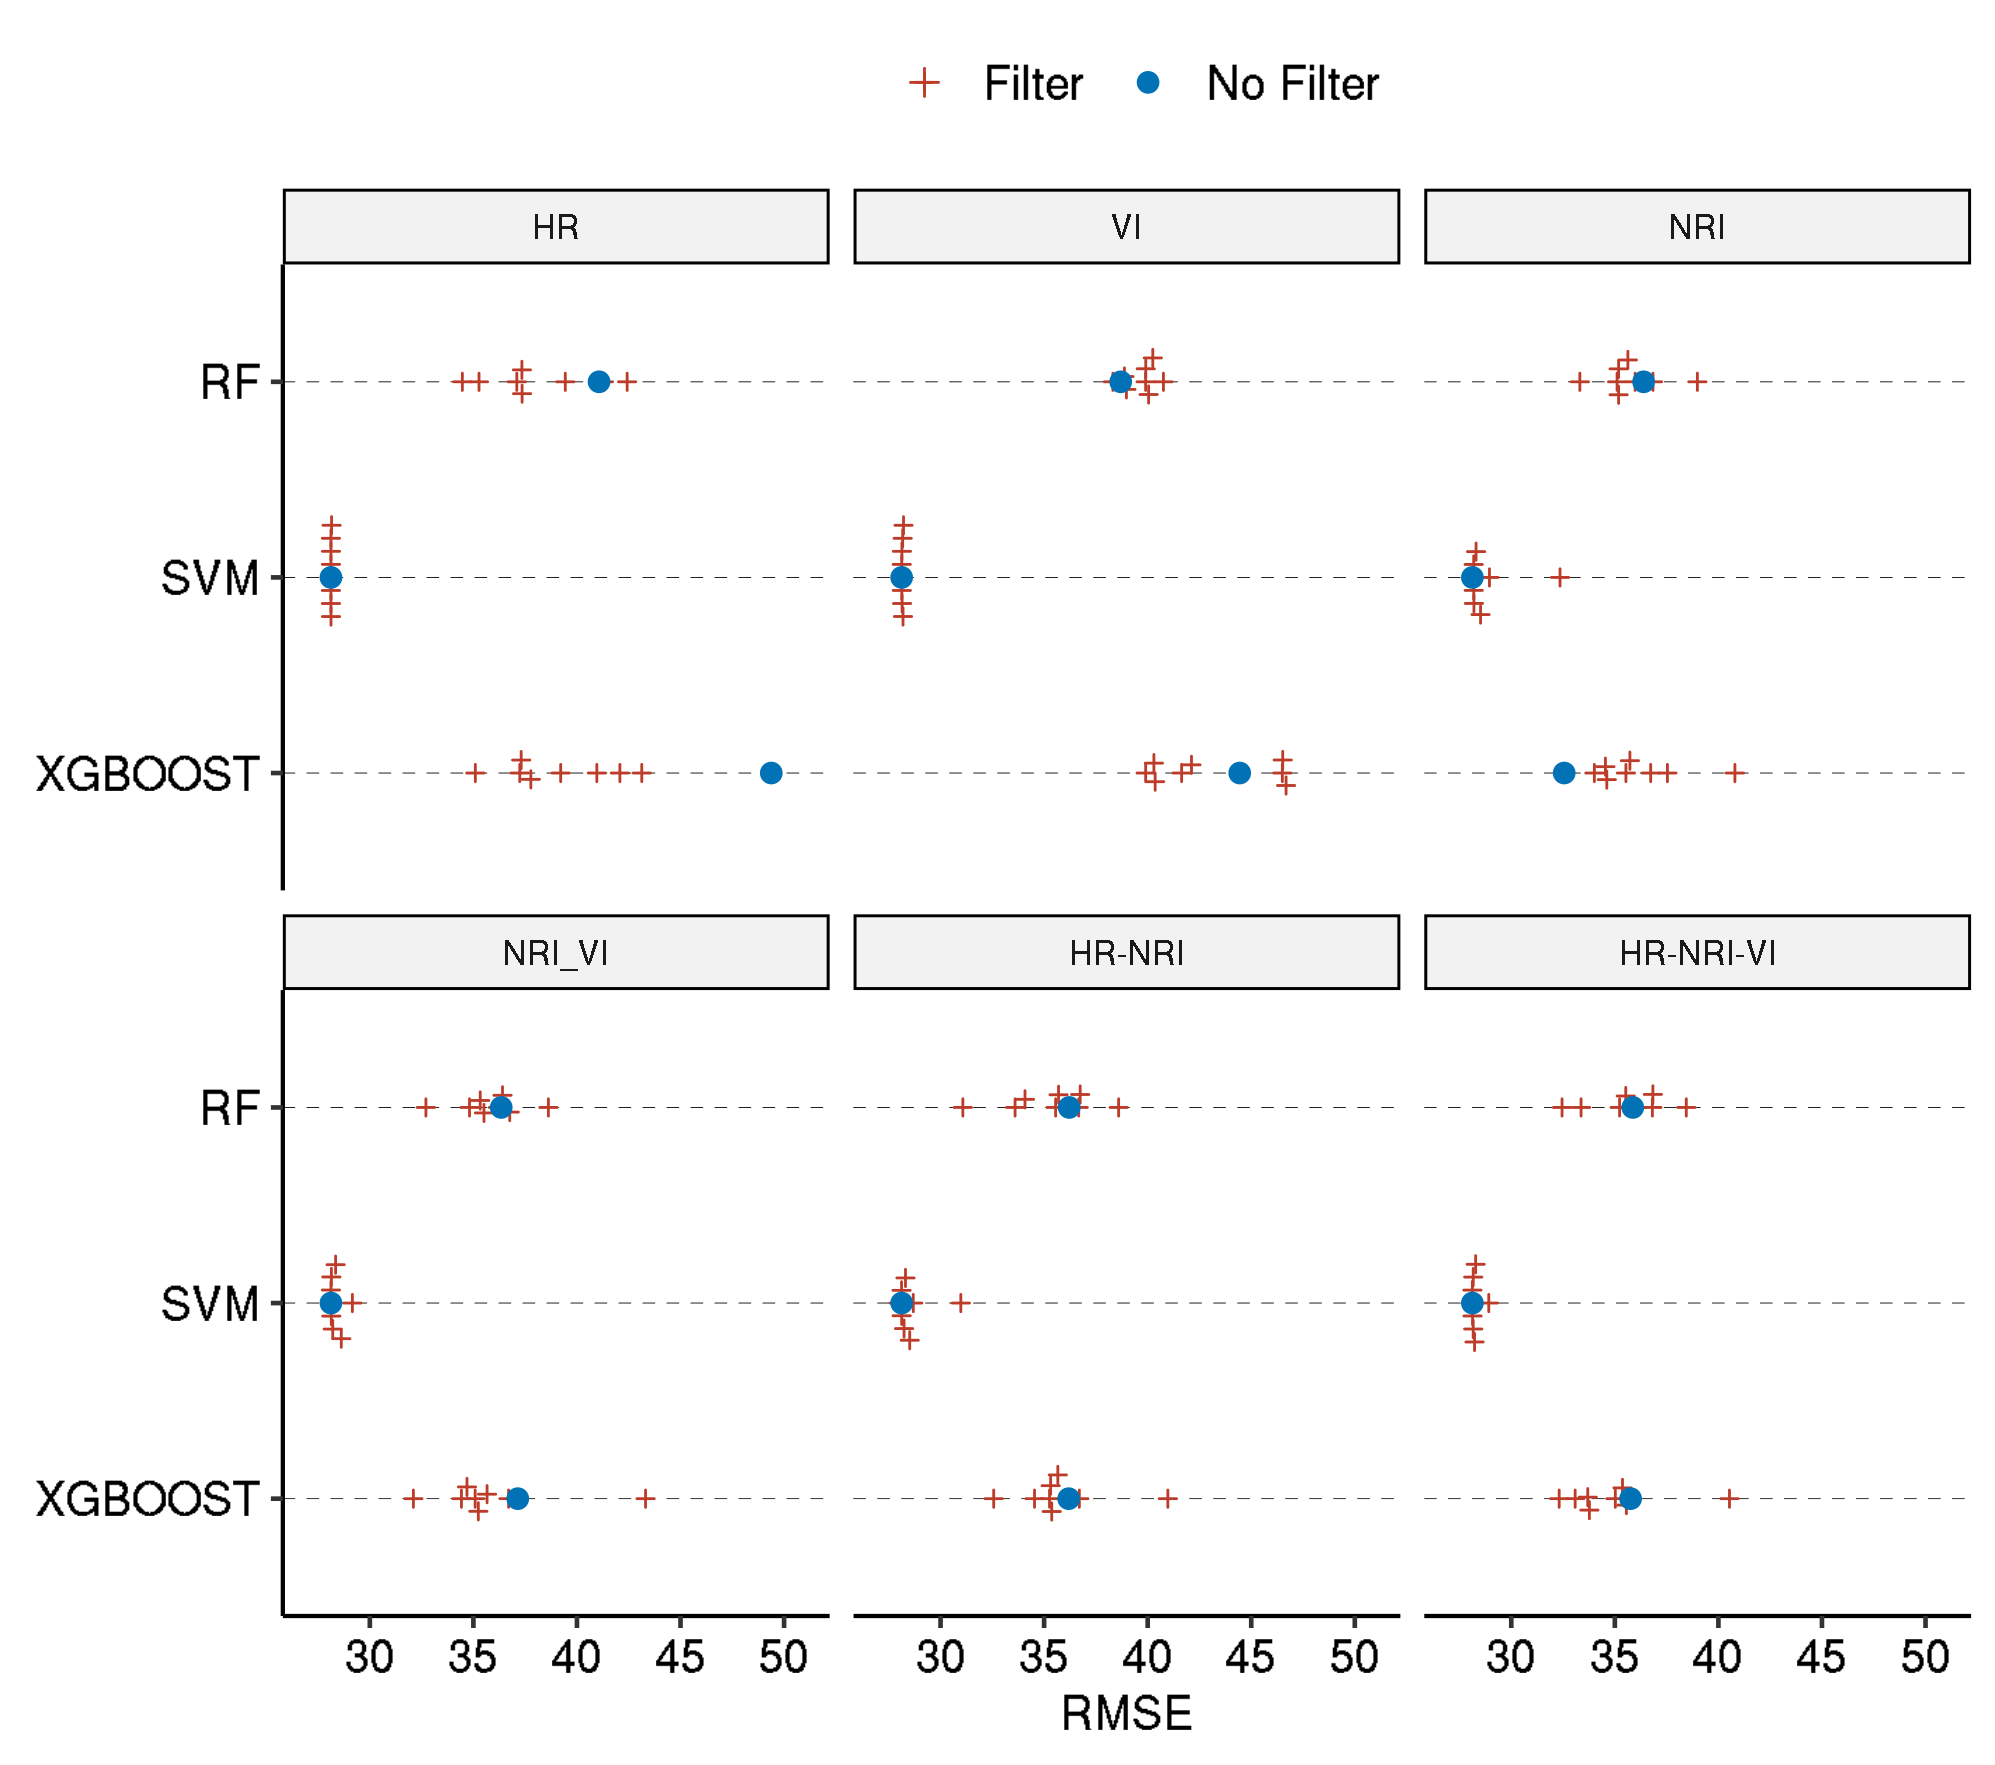 Filter No Filter
HR VI NRI
RF
SVM
XGBOOST
NRI_VI HR-NRI HR-NRI-VI
RF
SVM
XGBOOST
30 35 40 45 50 30 35 40 45 50 30 35 40 45 50
RMSE